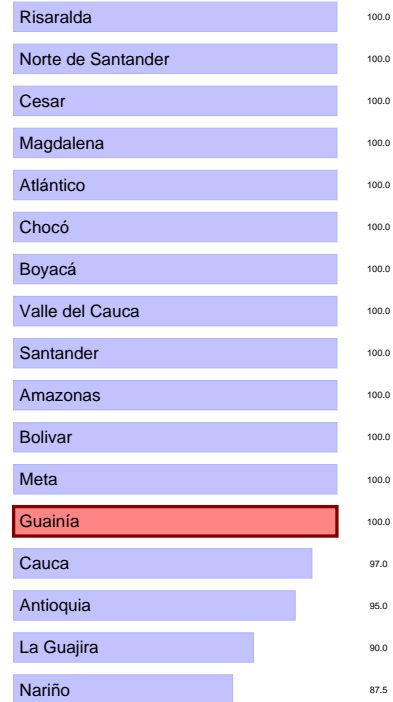 Risaralda 100.0
Norte de Santander 100.0
Cesar 100.0
Magdalena 100.0
Atlántico 100.0
Chocó 100.0
Boyacá 100.0
Valle del Cauca 100.0
Santander 100.0
Amazonas 100.0
Bolivar 100.0
Meta 100.0
Guainía 100.0
Cauca 97.0
Antioquia 95.0
La Guajira 90.0
Nariño 87.5